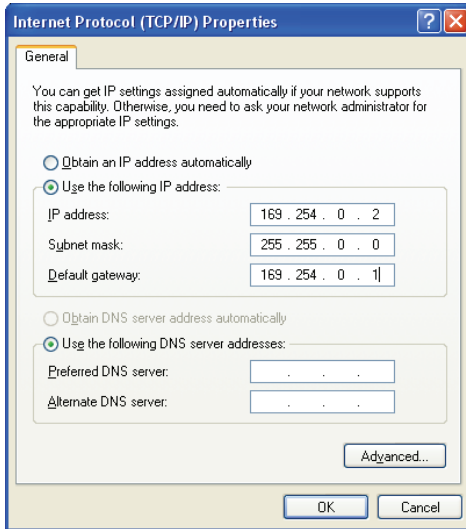 Internet Protocol (TCP/IP) Properties
General
You can get IP settings assigned automatically if your network supports
this capability. Otherwise, you need to ask your network administrator for
the appropriate IP settings.
Obtain an IP address automatically
Use the following IP address:
IP address: 169 . 254 . 0 . 2
Subnet mask: 255 . 255 . 0 . 0
Default gateway: 169 . 254 . 0 . 1
Obtain DNS server address automatically
Use the following DNS server addresses:
Preferred DNS server: . . .
Alternate DNS server: . . .
Advanced...
OK Cancel